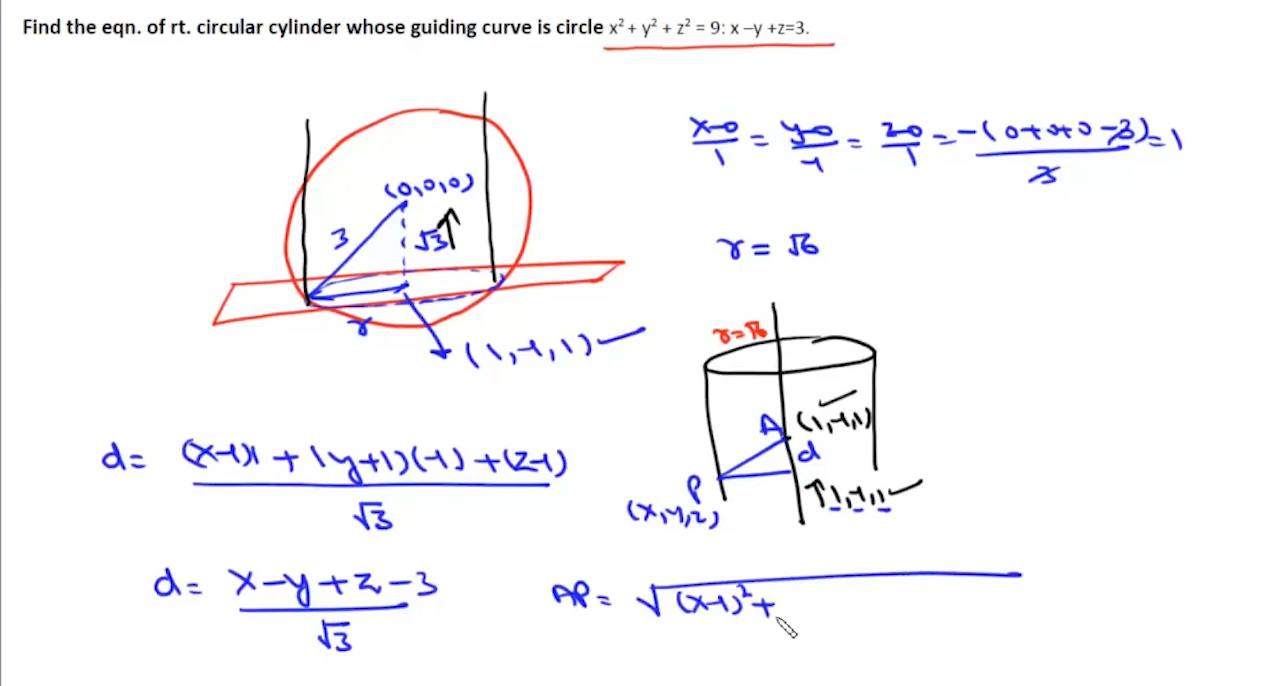 Find the eqn. of rt. circular cylinder whose guiding curve is circle x² + y² + z² = 9: x –y +z=3.
(x-0)/1 = (y-0)/-1 = (z-0)/1 = -(0+0+0-3)/3 = 1
(0,0,0)
3
√3
r = √6
r
(1,-1,1)
r=√6
A (1,-1,1)
d
P
(x,y,z)
1,-1,1
d= ((x-1)1 + (y+1)(-1) + (z-1))/√3
d= (x-y+z-3)/√3
AP = √(x-1)²+